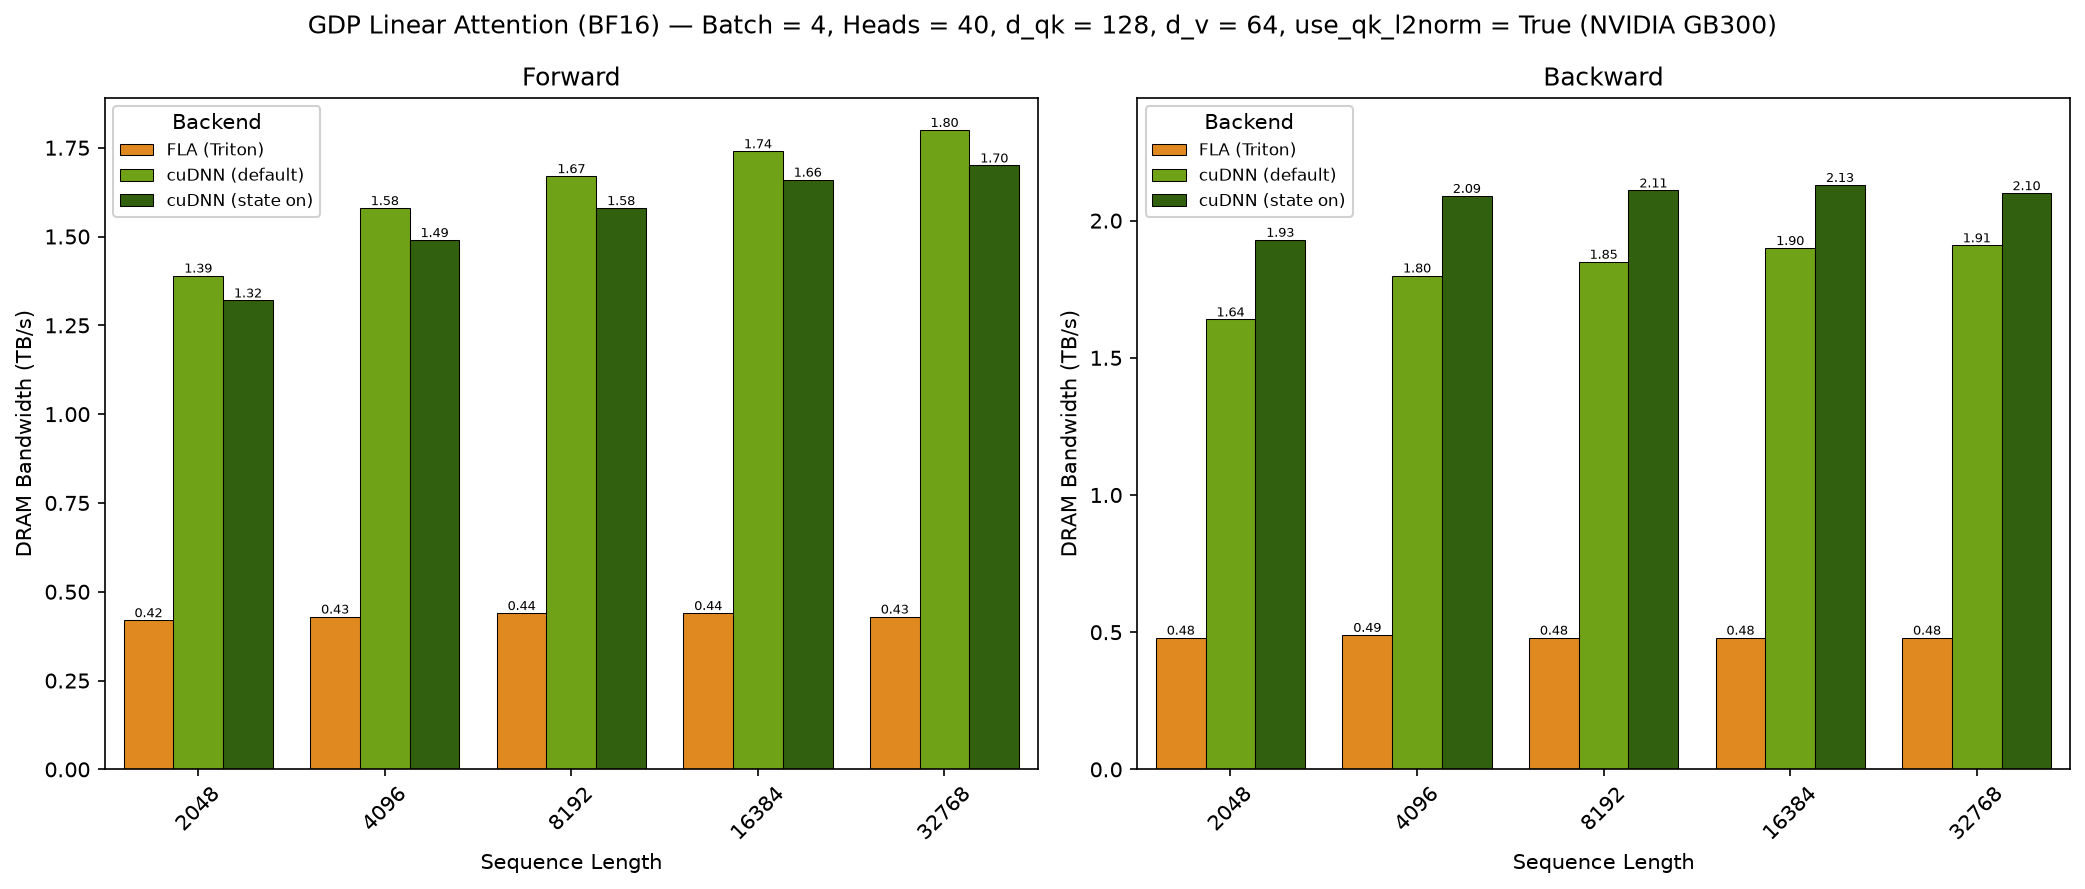 GDP Linear Attention (BF16) — Batch = 4, Heads = 40, d_qk = 128, d_v = 64, use_qk_l2norm = True (NVIDIA GB300)
Forward
Backend
FLA (Triton)
cuDNN (default)
cuDNN (state on)
DRAM Bandwidth (TB/s)
1.75
1.50
1.25
1.00
0.75
0.50
0.25
0.00
0.42 1.39 1.32
0.43 1.58 1.49
0.44 1.67 1.58
0.44 1.74 1.66
0.43 1.80 1.70
2048 4096 8192 16384 32768
Sequence Length
Backward
Backend
FLA (Triton)
cuDNN (default)
cuDNN (state on)
DRAM Bandwidth (TB/s)
2.0
1.5
1.0
0.5
0.0
0.48 1.64 1.93
0.49 1.80 2.09
0.48 1.85 2.11
0.48 1.90 2.13
0.48 1.91 2.10
2048 4096 8192 16384 32768
Sequence Length